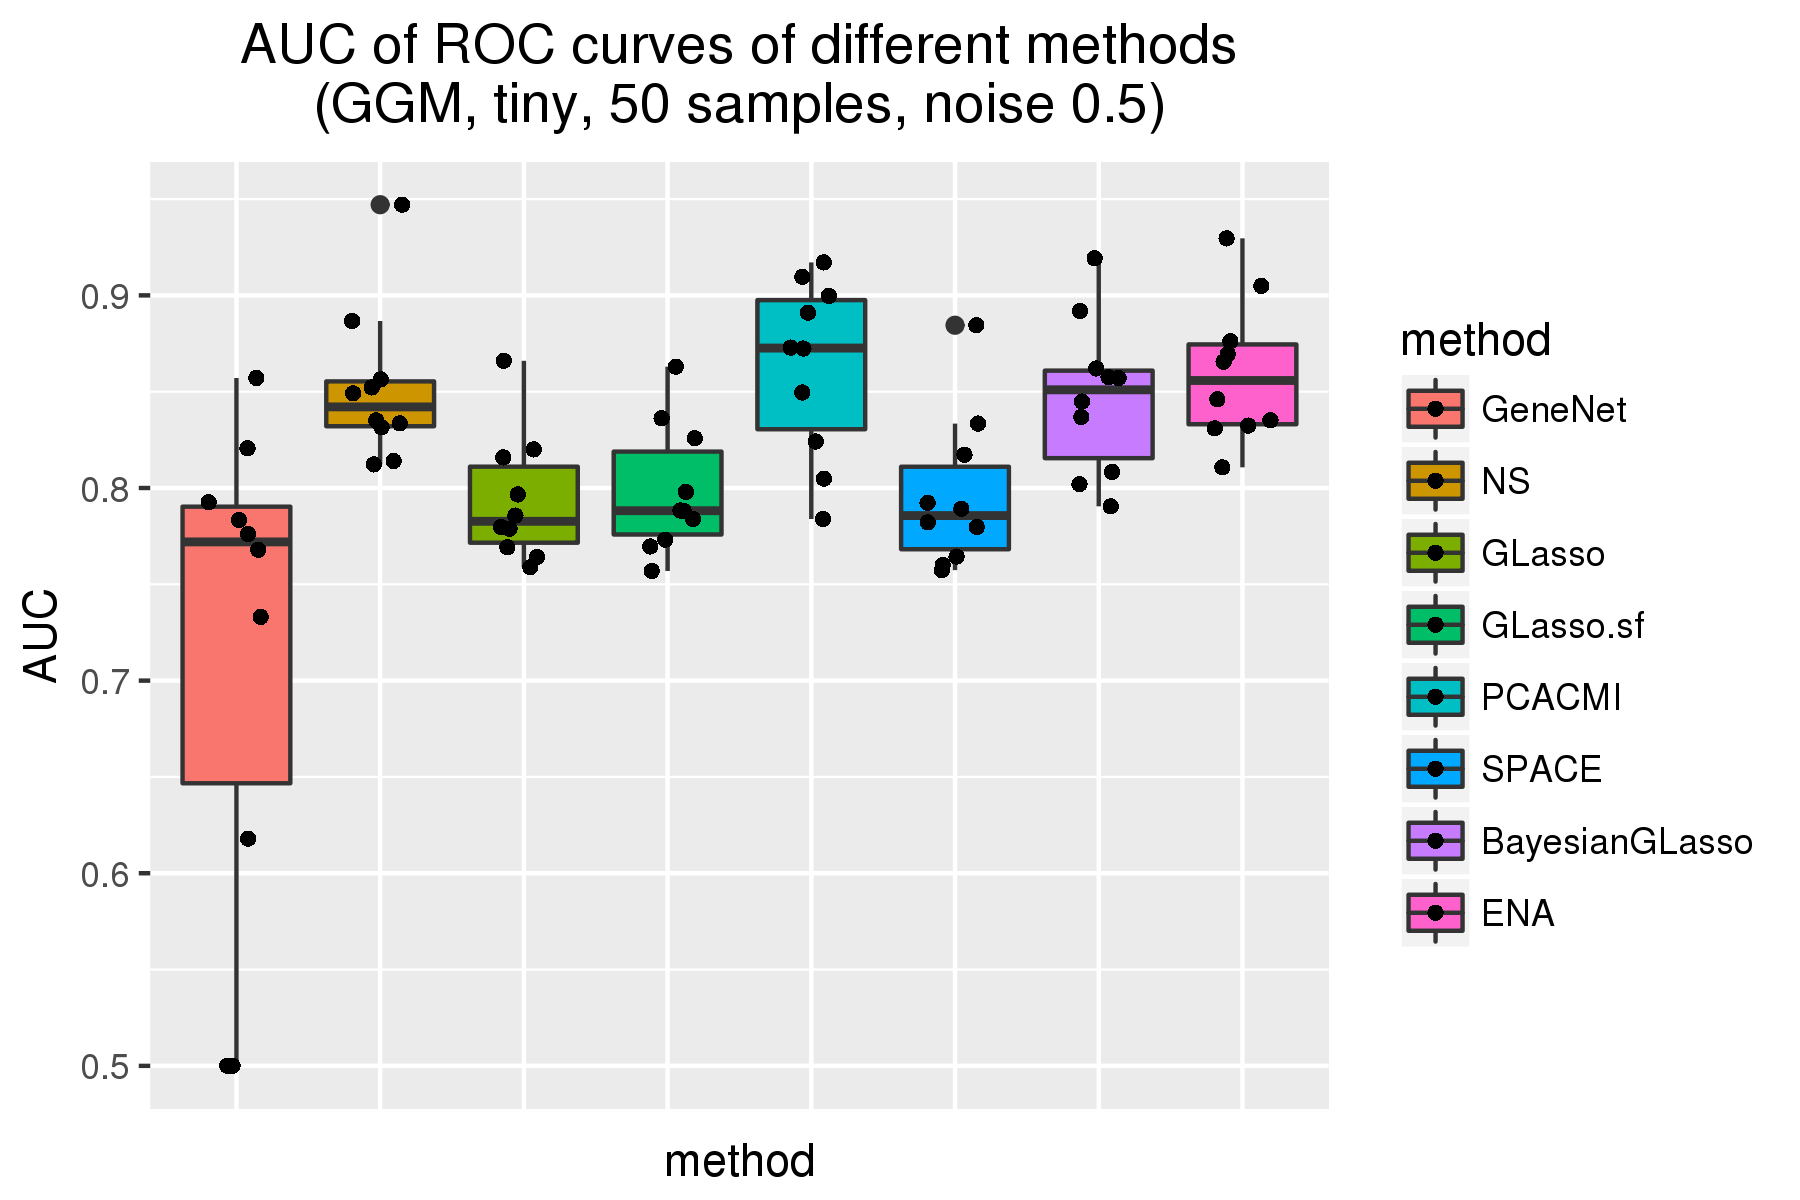 AUC of ROC curves of different methods
(GGM, tiny, 50 samples, noise 0.5)
AUC
0.9
0.8
0.7
0.6
0.5
method
method
GeneNet
NS
GLasso
GLasso.sf
PCACMI
SPACE
BayesianGLasso
ENA